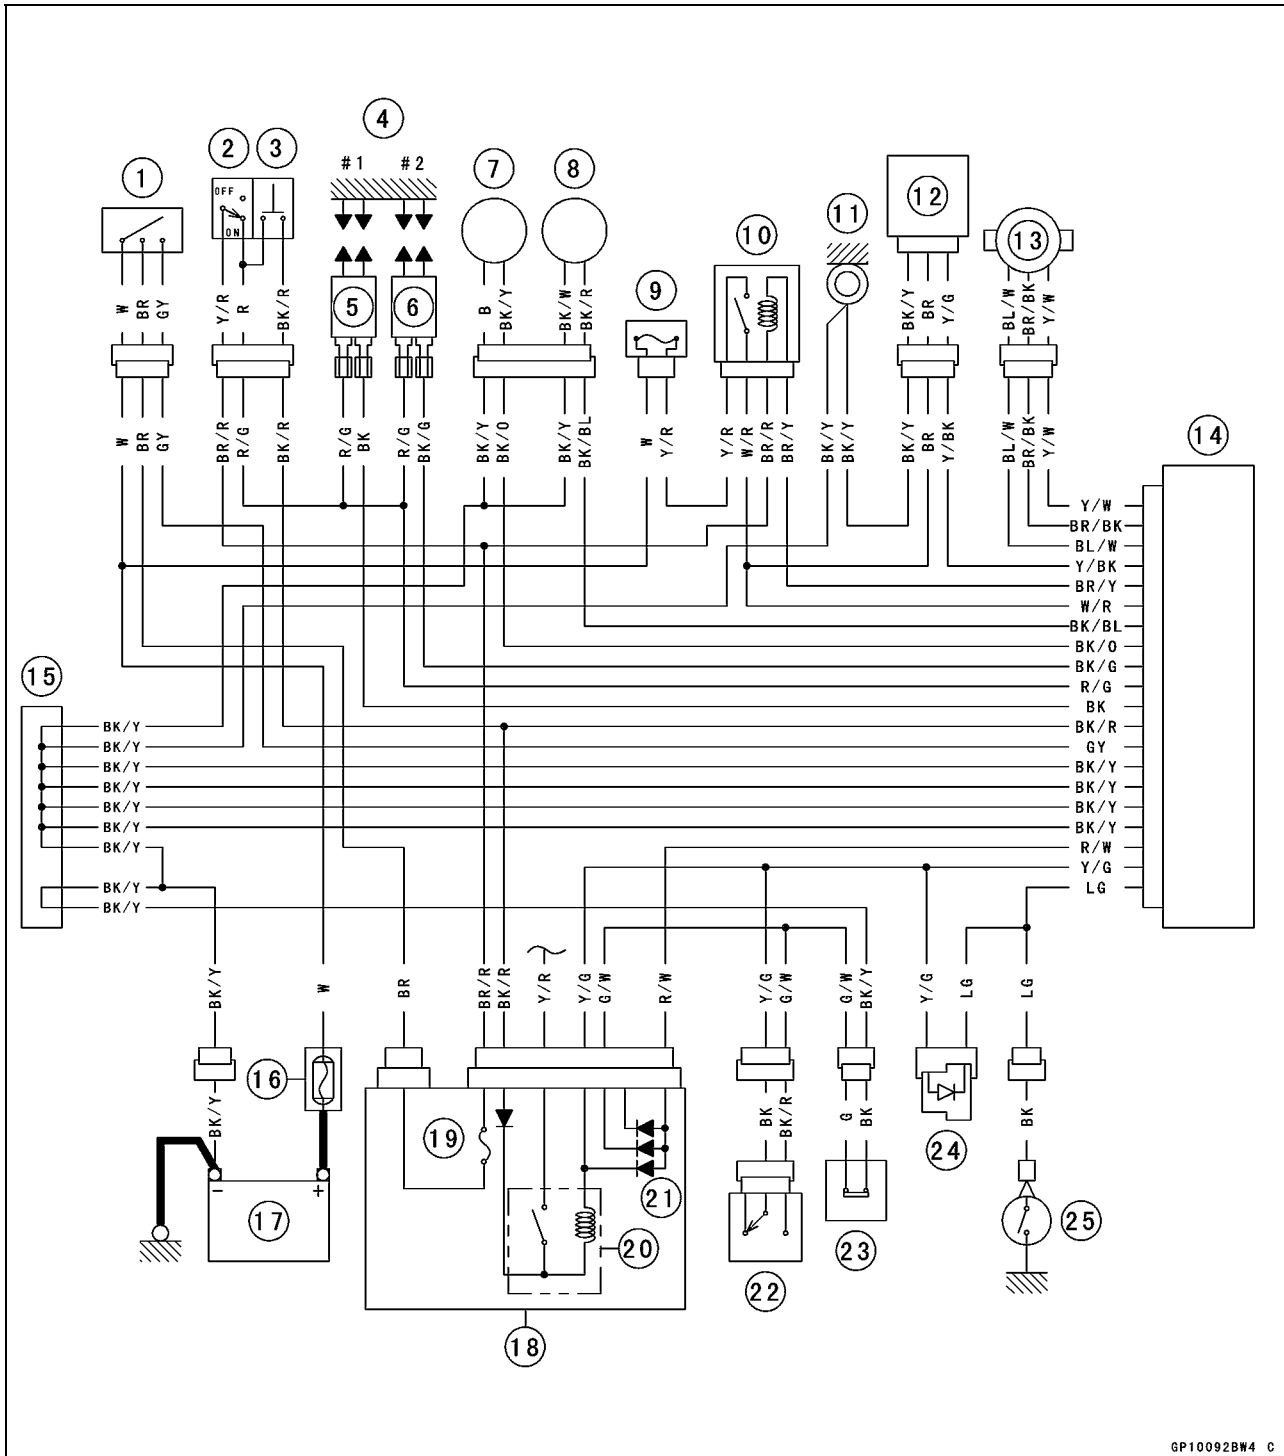 4
2 3
#1 #2
7 8
1
OFF
ON
11
12
10
13
9
5 6
W BR GY
Y/R R BK/R
B BK/Y BK/W BK/R
BK/Y BR Y/G
BL/W BR/BK Y/W
W BR GY
BR/R R/G BK/R
R/G BK R/G BK/G
BK/Y BK/O BK/Y BK/BL
W Y/R
Y/R W/R BR/R BR/Y
BK/Y BK/Y
BK/Y BR Y/BK
BL/W BR/BK Y/W
14
Y/W
BR/BK
BL/W
Y/BK
BR/Y
W/R
BK/BL
BK/O
BK/G
R/G
BK
BK/R
GY
BK/Y
BK/Y
BK/Y
BK/Y
R/W
Y/G
LG
15
BK/Y
BK/Y
BK/Y
BK/Y
BK/Y
BK/Y
BK/Y
BK/Y
BK/Y
BK/Y W BR BR/R BK/R Y/R Y/G G/W R/W Y/G G/W G/W BK/Y Y/G LG LG
16
BK/Y
BK BK/R G BK BK
19
24
21
- +
17
20
22
23
25
18
GP10092BW4 C